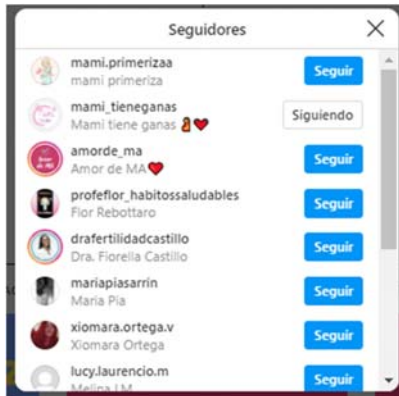 Seguidores
mami.primerizaa
mami primeriza
Seguir
mami_tieneganas
Mami tiene ganas
Siguiendo
amorde_ma
Amor de MA
Seguir
profeflor_habitossaludables
Flor Rebottaro
Seguir
drafertilidadcastillo
Dra. Fiorella Castillo
Seguir
mariapiasarrin
Maria Pia
Seguir
xiomara.ortega.v
Xiomara Ortega
Seguir
lucy.laurencio.m
Melina LM
Seguir